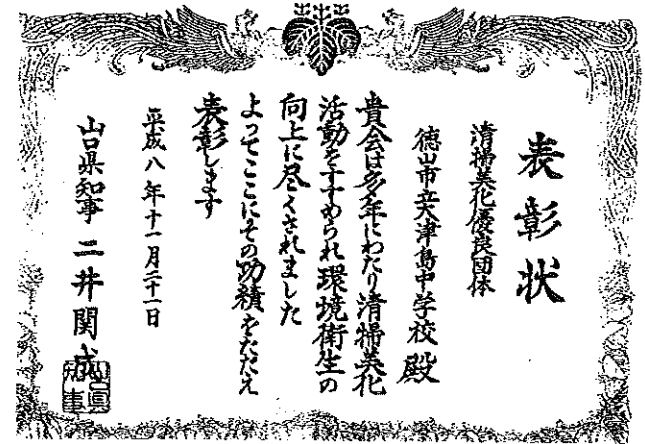 表彰状
清掃美化優良団体
徳山市立大津島中学校殿
貴会は多年にわたり清掃美化
活動をすすめられ環境衛生の
向上に尽くされました
よってここにその功績をたたえ
表彰します
平成八年十一月二十一日
山口県知事 二井関成
山口県
知事